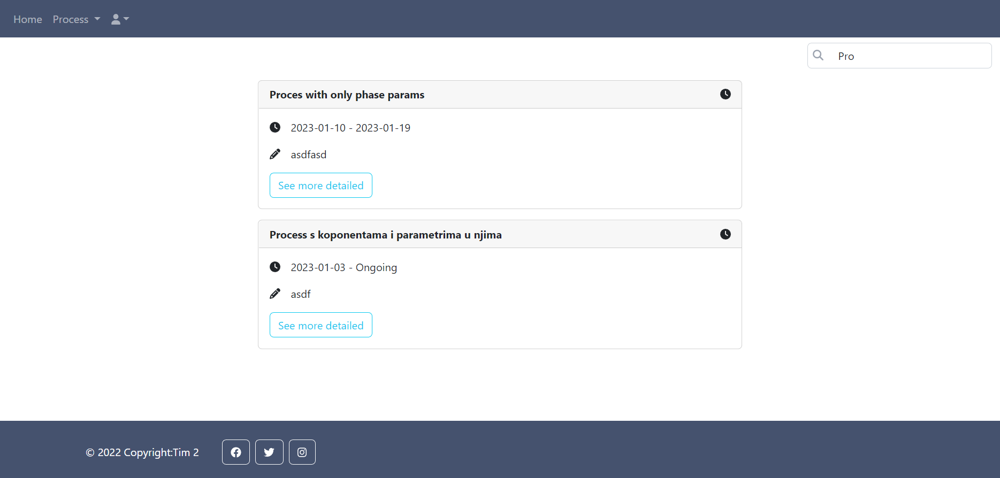 Home Process
Pro
Proces with only phase params
2023-01-10 - 2023-01-19
asdfasd
See more detailed
Process s koponentama i parametrima u njima
2023-01-03 - Ongoing
asdf
See more detailed
© 2022 Copyright:Tim 2